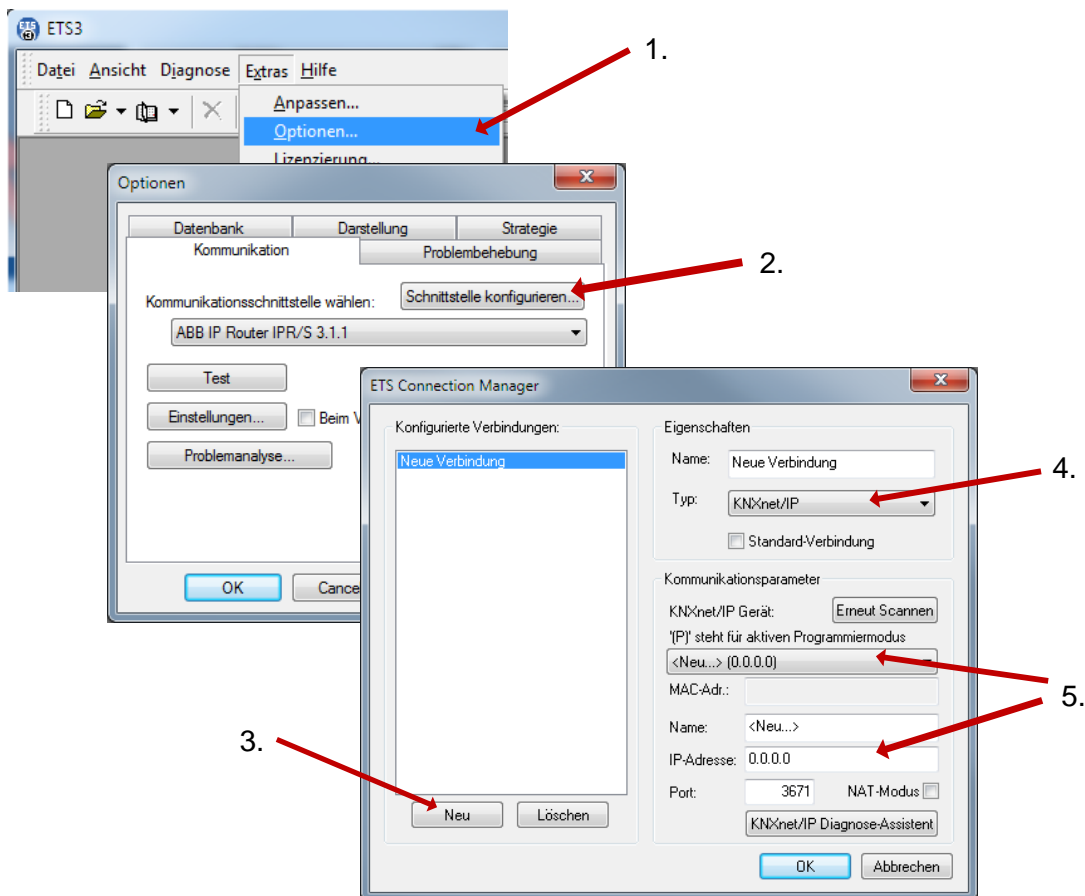 ETS3
Datei Ansicht Diagnose Extras Hilfe
Anpassen...
Optionen...
Lizenzierung...
1.
Optionen
Datenbank Darstellung Strategie
Kommunikation Problembehebung
2.
Kommunikationsschnittstelle wählen: Schnittstelle konfigurieren...
ABB IP Router IPR/S 3.1.1
Test
Einstellungen... Beim
Problemanalyse...
OK Cance
ETS Connection Manager
Konfigurierte Verbindungen:
Neue Verbindung
3.
Neu Löschen
Eigenschaften
Name: Neue Verbindung
4.
Typ: KNXnet/IP
Standard-Verbindung
Kommunikationsparameter
KNXnet/IP Gerät: Erneut Scannen
'(P)' steht für aktiven Programmiermodus
<Neu...> (0.0.0.0)
MAC-Adr.:
5.
Name: <Neu...>
IP-Adresse: 0.0.0.0
Port: 3671 NAT-Modus
KNXnet/IP Diagnose-Assistent
OK Abbrechen